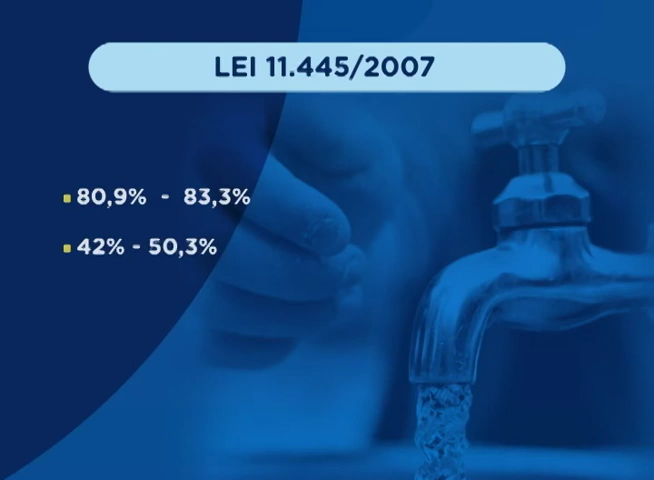 LEI 11.445/2007
80,9% - 83,3%
42% - 50,3%